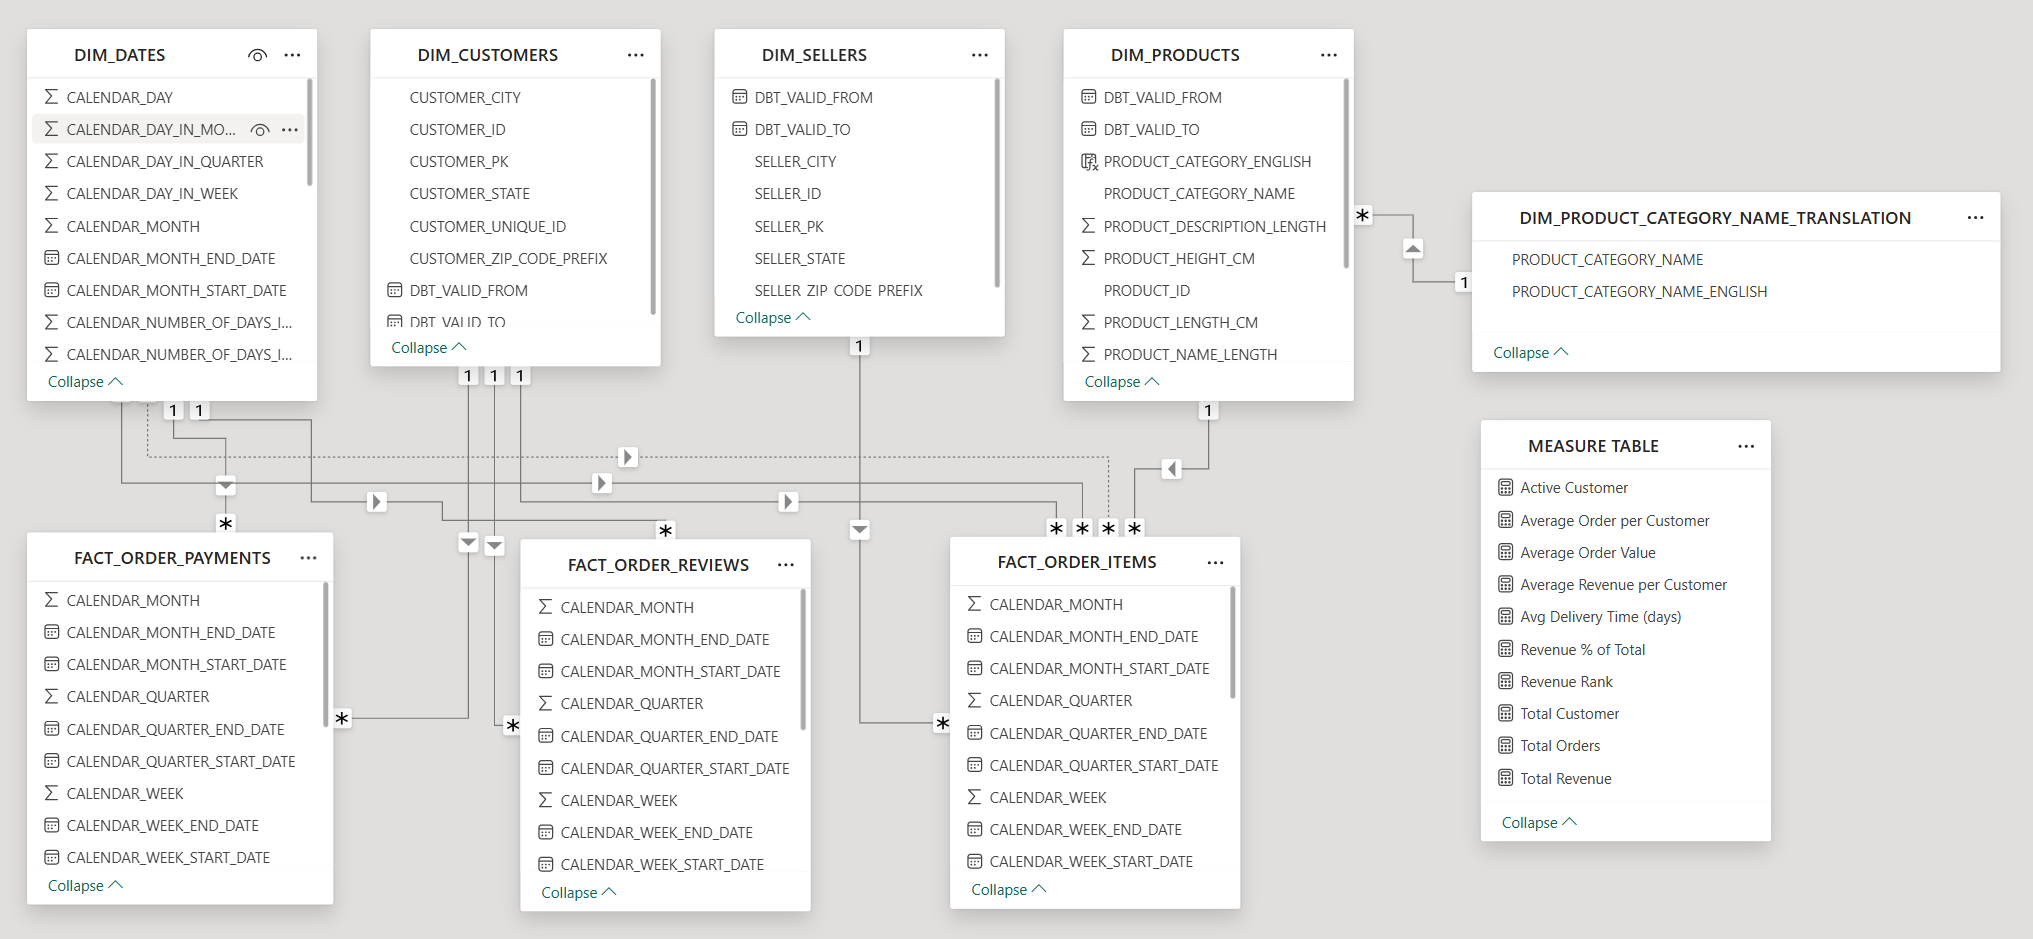 DIM_DATES
CALENDAR_DAY
CALENDAR_DAY_IN_MO...
CALENDAR_DAY_IN_QUARTER
CALENDAR_DAY_IN_WEEK
CALENDAR_MONTH
CALENDAR_MONTH_END_DATE
CALENDAR_MONTH_START_DATE
CALENDAR_NUMBER_OF_DAYS_I...
CALENDAR_NUMBER_OF_DAYS_I...
Collapse
DIM_CUSTOMERS
CUSTOMER_CITY
CUSTOMER_ID
CUSTOMER_PK
CUSTOMER_STATE
CUSTOMER_UNIQUE_ID
CUSTOMER_ZIP_CODE_PREFIX
DBT_VALID_FROM
DBT_VALID_TO
Collapse
DIM_SELLERS
DBT_VALID_FROM
DBT_VALID_TO
SELLER_CITY
SELLER_ID
SELLER_PK
SELLER_STATE
SELLER_ZIP_CODE_PREFIX
Collapse
DIM_PRODUCTS
DBT_VALID_FROM
DBT_VALID_TO
PRODUCT_CATEGORY_ENGLISH
PRODUCT_CATEGORY_NAME
PRODUCT_DESCRIPTION_LENGTH
PRODUCT_HEIGHT_CM
PRODUCT_ID
PRODUCT_LENGTH_CM
PRODUCT_NAME_LENGTH
Collapse
*
1
DIM_PRODUCT_CATEGORY_NAME_TRANSLATION
PRODUCT_CATEGORY_NAME
PRODUCT_CATEGORY_NAME_ENGLISH
Collapse
1 1
1 1 1
1
1
*
*
* * * *
FACT_ORDER_PAYMENTS
CALENDAR_MONTH
CALENDAR_MONTH_END_DATE
CALENDAR_MONTH_START_DATE
CALENDAR_QUARTER
CALENDAR_QUARTER_END_DATE
CALENDAR_QUARTER_START_DATE
CALENDAR_WEEK
CALENDAR_WEEK_END_DATE
CALENDAR_WEEK_START_DATE
Collapse
*
*
FACT_ORDER_REVIEWS
CALENDAR_MONTH
CALENDAR_MONTH_END_DATE
CALENDAR_MONTH_START_DATE
CALENDAR_QUARTER
CALENDAR_QUARTER_END_DATE
CALENDAR_QUARTER_START_DATE
CALENDAR_WEEK
CALENDAR_WEEK_END_DATE
CALENDAR_WEEK_START_DATE
Collapse
*
FACT_ORDER_ITEMS
CALENDAR_MONTH
CALENDAR_MONTH_END_DATE
CALENDAR_MONTH_START_DATE
CALENDAR_QUARTER
CALENDAR_QUARTER_END_DATE
CALENDAR_QUARTER_START_DATE
CALENDAR_WEEK
CALENDAR_WEEK_END_DATE
CALENDAR_WEEK_START_DATE
Collapse
MEASURE TABLE
Active Customer
Average Order per Customer
Average Order Value
Average Revenue per Customer
Avg Delivery Time (days)
Revenue % of Total
Revenue Rank
Total Customer
Total Orders
Total Revenue
Collapse